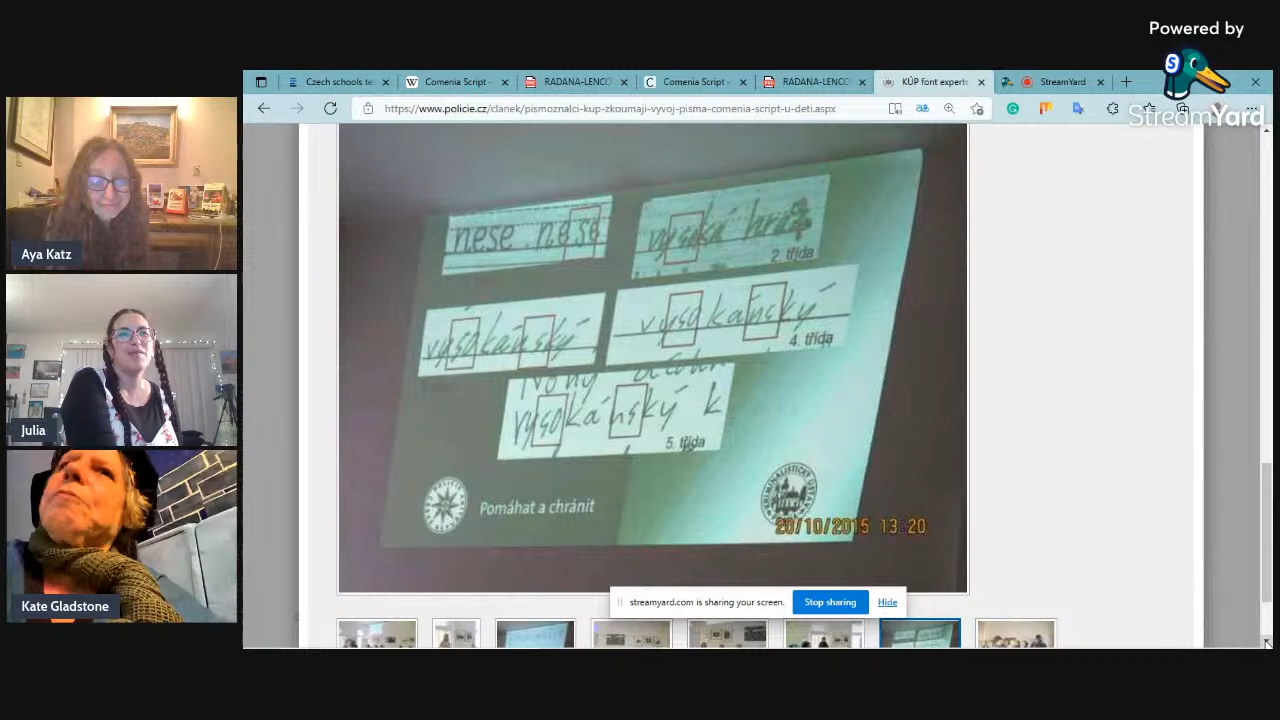 Powered by
StreamYard
Czech schools te
Comenia Script -
RADANA-LENCO
Comenia Script -
RADANA-LENCO
KÚP font experts
StreamYard
https://www.policie.cz/clanek/pismoznalci-kup-zkoumaji-vyvoj-pisma-comenia-script-u-deti.aspx
Aya Katz
Julia
Kate Gladstone
nese nese
vysoká
2. třída
vysokánský
vysokánský
4. třída
vysokánský k
5. třída
Pomáhat a chránit
20/10/2015 13:20
streamyard.com is sharing your screen.
Stop sharing
Hide